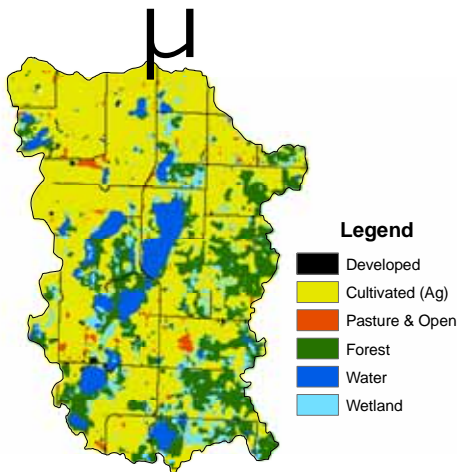 µ
Legend
Developed
Cultivated (Ag)
Pasture & Open
Forest
Water
Wetland